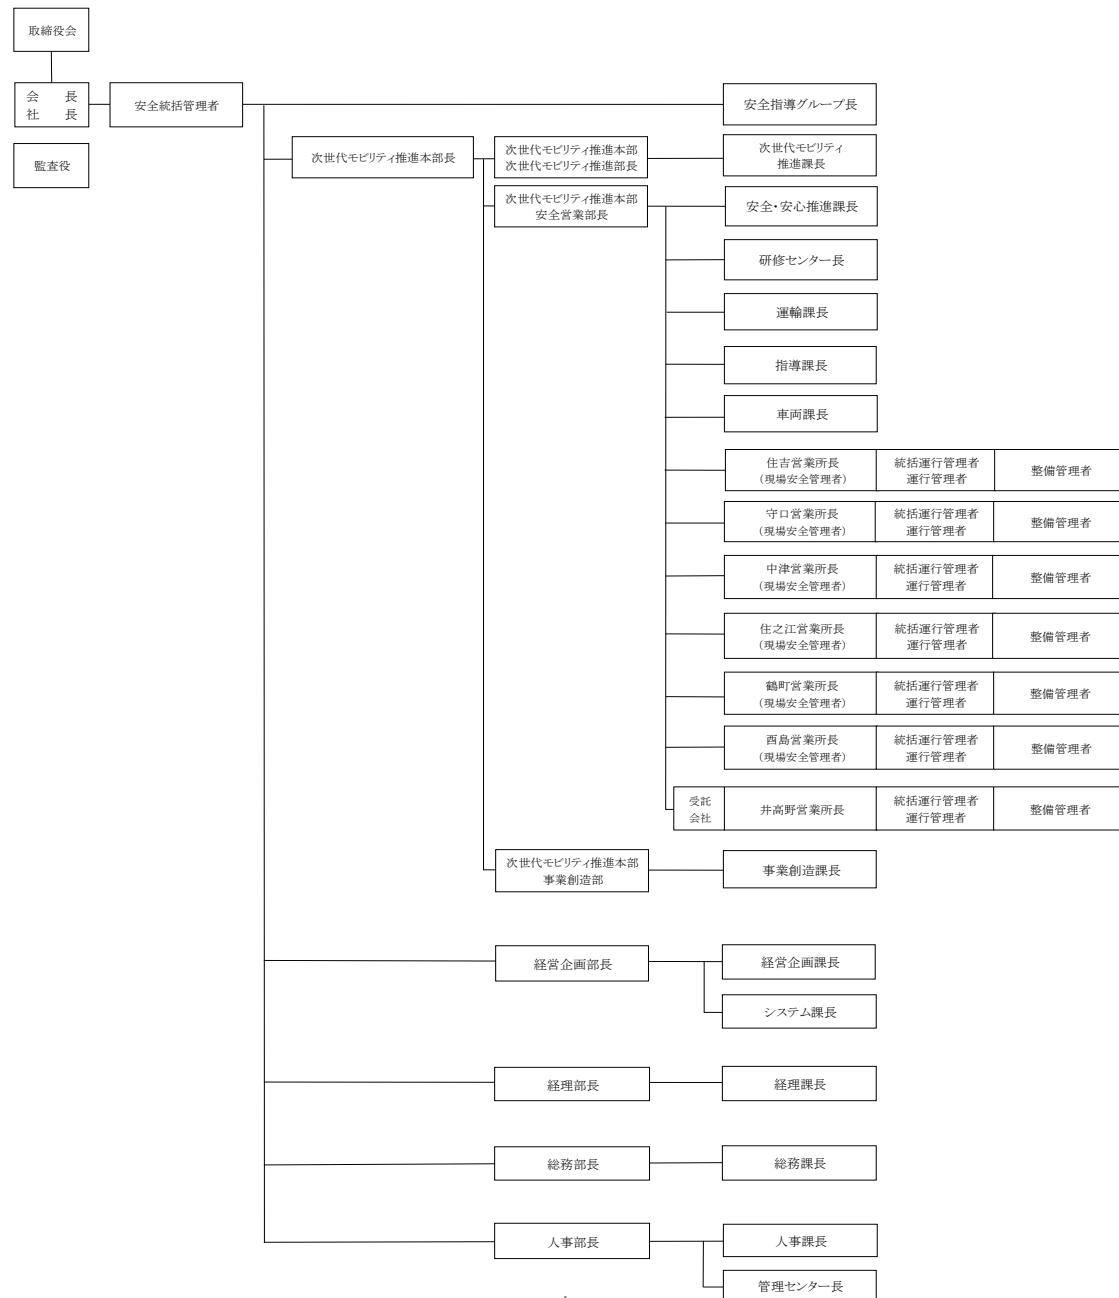 取締役会
会　長
社　長
安全統括管理者
監査役
安全指導グループ長
次世代モビリティ推進本部長
次世代モビリティ推進本部
次世代モビリティ推進部長
次世代モビリティ
推進課長
次世代モビリティ推進本部
安全営業部長
安全・安心推進課長
研修センター長
運輸課長
指導課長
車両課長
住吉営業所長
(現場安全管理者)
統括運行管理者
運行管理者
整備管理者
守口営業所長
(現場安全管理者)
統括運行管理者
運行管理者
整備管理者
中津営業所長
(現場安全管理者)
統括運行管理者
運行管理者
整備管理者
住之江営業所長
(現場安全管理者)
統括運行管理者
運行管理者
整備管理者
鶴町営業所長
(現場安全管理者)
統括運行管理者
運行管理者
整備管理者
酉島営業所長
(現場安全管理者)
統括運行管理者
運行管理者
整備管理者
受託
会社
井高野営業所長
統括運行管理者
運行管理者
整備管理者
次世代モビリティ推進本部
事業創造部
事業創造課長
経営企画部長
経営企画課長
システム課長
経理部長
経理課長
総務部長
総務課長
人事部長
人事課長
管理センター長